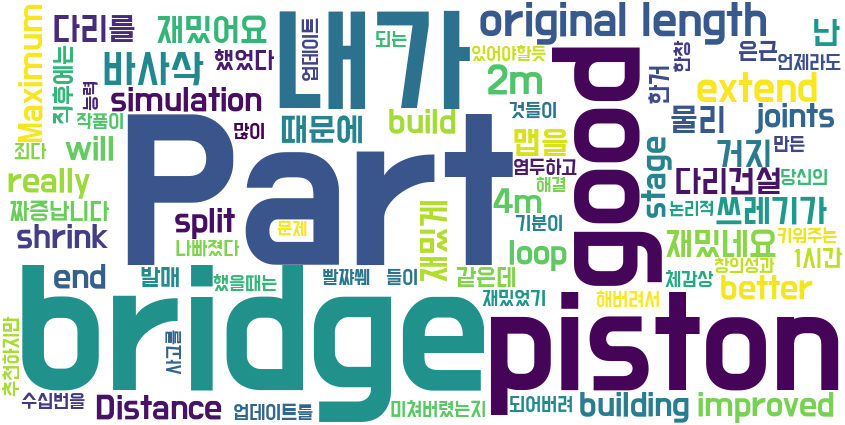 되는 업데이트 있어야할듯 한창
다리를 재밌어요 했었다 original length 은근 난
언제라도
Maximum 직후에는 능력 바사삭 내가 2m 한거 extend
작품이 simulation 많이 때문에 build 것들이 good 물리 joints
죄다 will Part 맵을 stage 거지 만든
염두하고
really split 4m 해결 다리건설 당신의
짜증납니다 문제 재밌게 기분이 논리적 쓰레기가
shrink 나빠졌다 loop 재밌네요 키워주는
end 발매 했을때는 빨쨔쒵 들이 같은데 체감상 창의성과 1시간
bridge 재밌었기 해버려서 better
추천하지만 사고를 piston
수십번을 Distance 업데이트를 미쳐버렸는지 되어버려 building improved